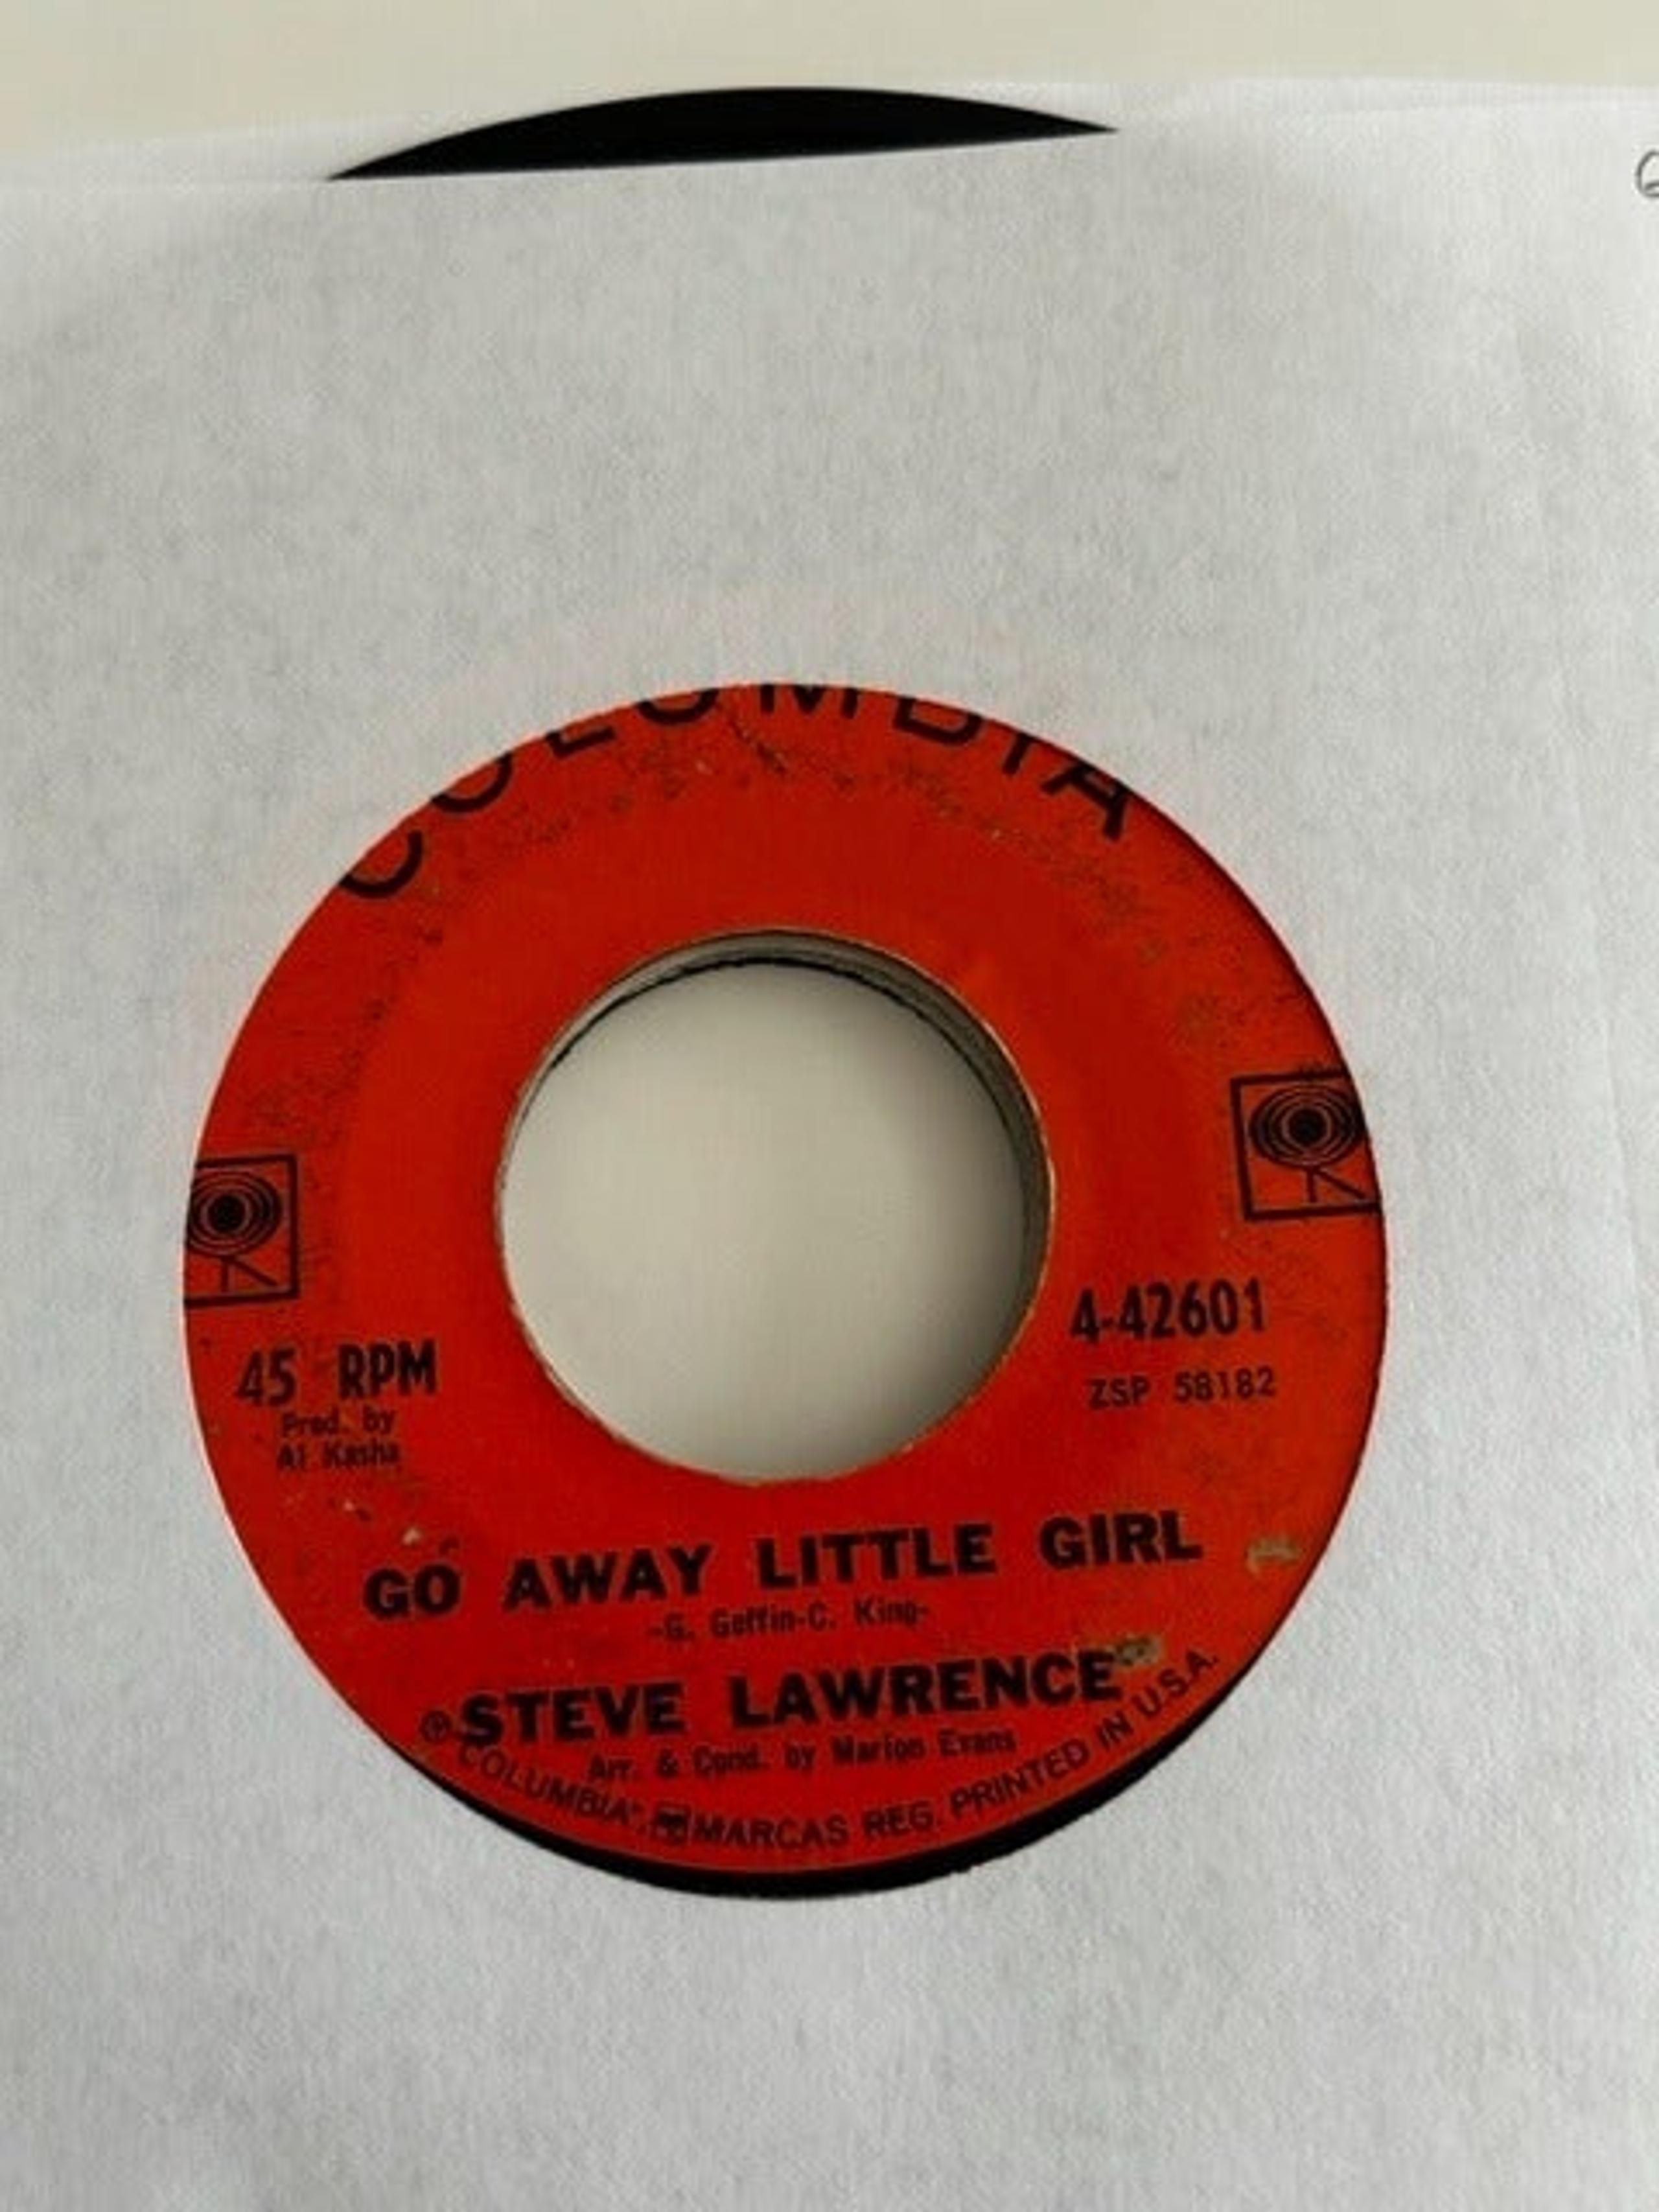 COLUMBIA
45 RPM
Prod. by
Al Kasha
4-42601
ZSP 58182
GO AWAY LITTLE GIRL
-G. Goffin-C. King-
STEVE LAWRENCE
Arr. & Cond. by Marion Evans
℗ "COLUMBIA", MARCAS REG. PRINTED IN U.S.A.